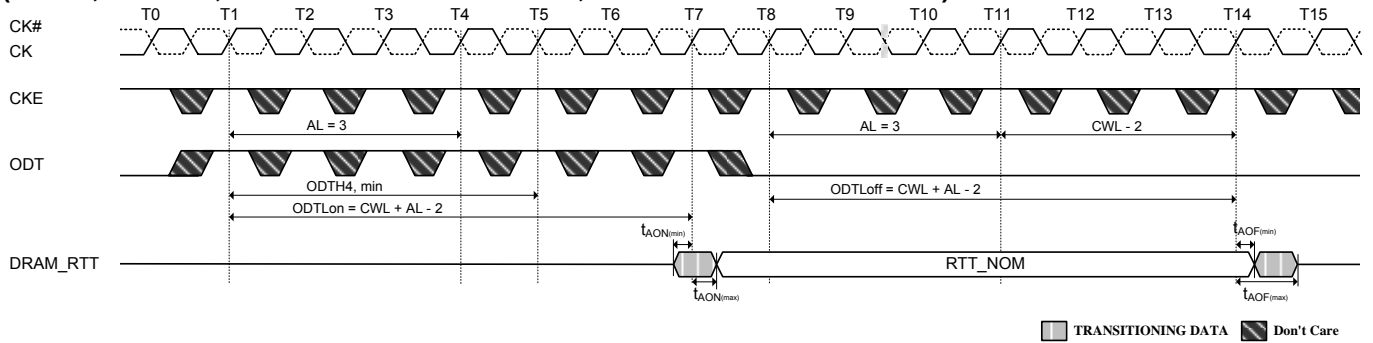 T0 T1 T2 T3 T4 T5 T6 T7 T8 T9 T10 T11 T12 T13 T14 T15
CK#
CK
CKE
AL = 3 AL = 3 CWL - 2
ODT
ODTH4, min ODTLoff = CWL + AL - 2
ODTLon = CWL + AL - 2
tAON(min) tAOF(min)
DRAM_RTT RTT_NOM
tAON(max) tAOF(max)
TRANSITIONING DATA Don't Care